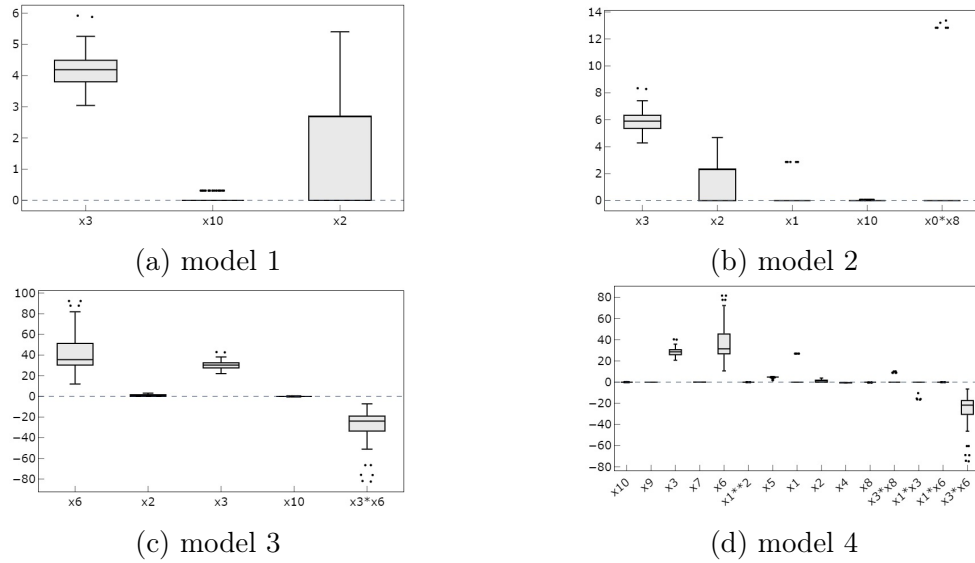 6
5
4
3
2
1
0
x3
x10
x2
(a) model 1
14
12
10
8
6
4
2
0
x3
x2
x1
x10
x0*x8
(b) model 2
100
80
60
40
20
0
−20
−40
−60
−80
x6
x2
x3
x10
x3*x6
(c) model 3
80
60
40
20
0
−20
−40
−60
−80
x10
x9
x3
x7
x6
x1**2
x5
x1
x2
x4
x8
x3*x8
x1*x3
x1*x6
x3*x6
(d) model 4